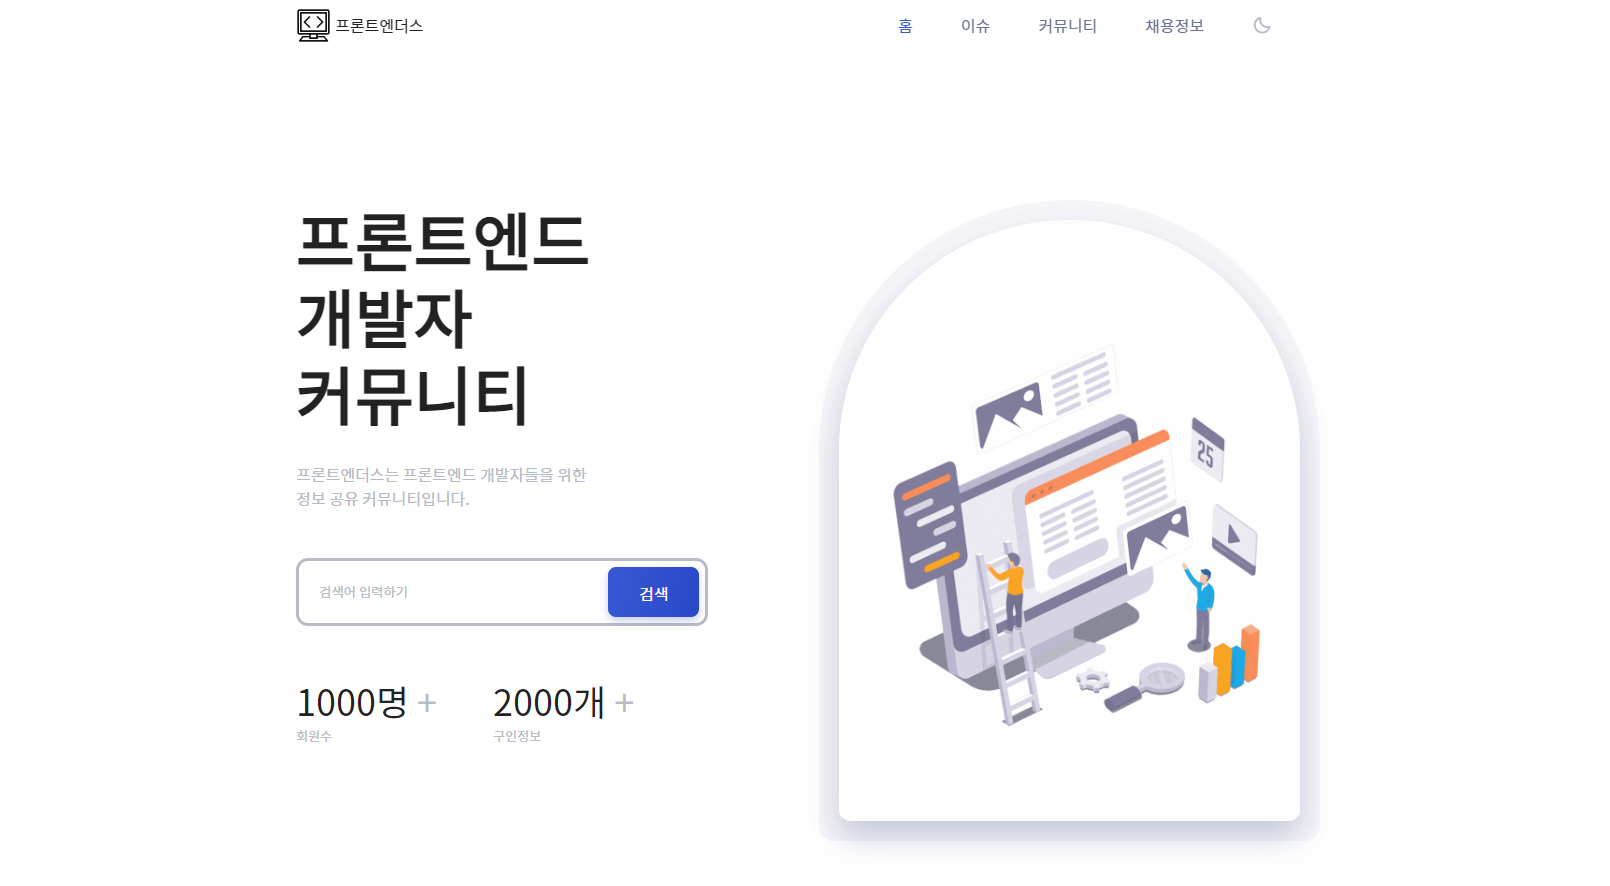 프론트엔더스
홈 이슈 커뮤니티 채용정보
프론트엔드
개발자
커뮤니티
프론트엔더스는 프론트엔드 개발자들을 위한
정보 공유 커뮤니티입니다.
검색어 입력하기 검색
1000명 + 2000개 +
회원수 구인정보
25